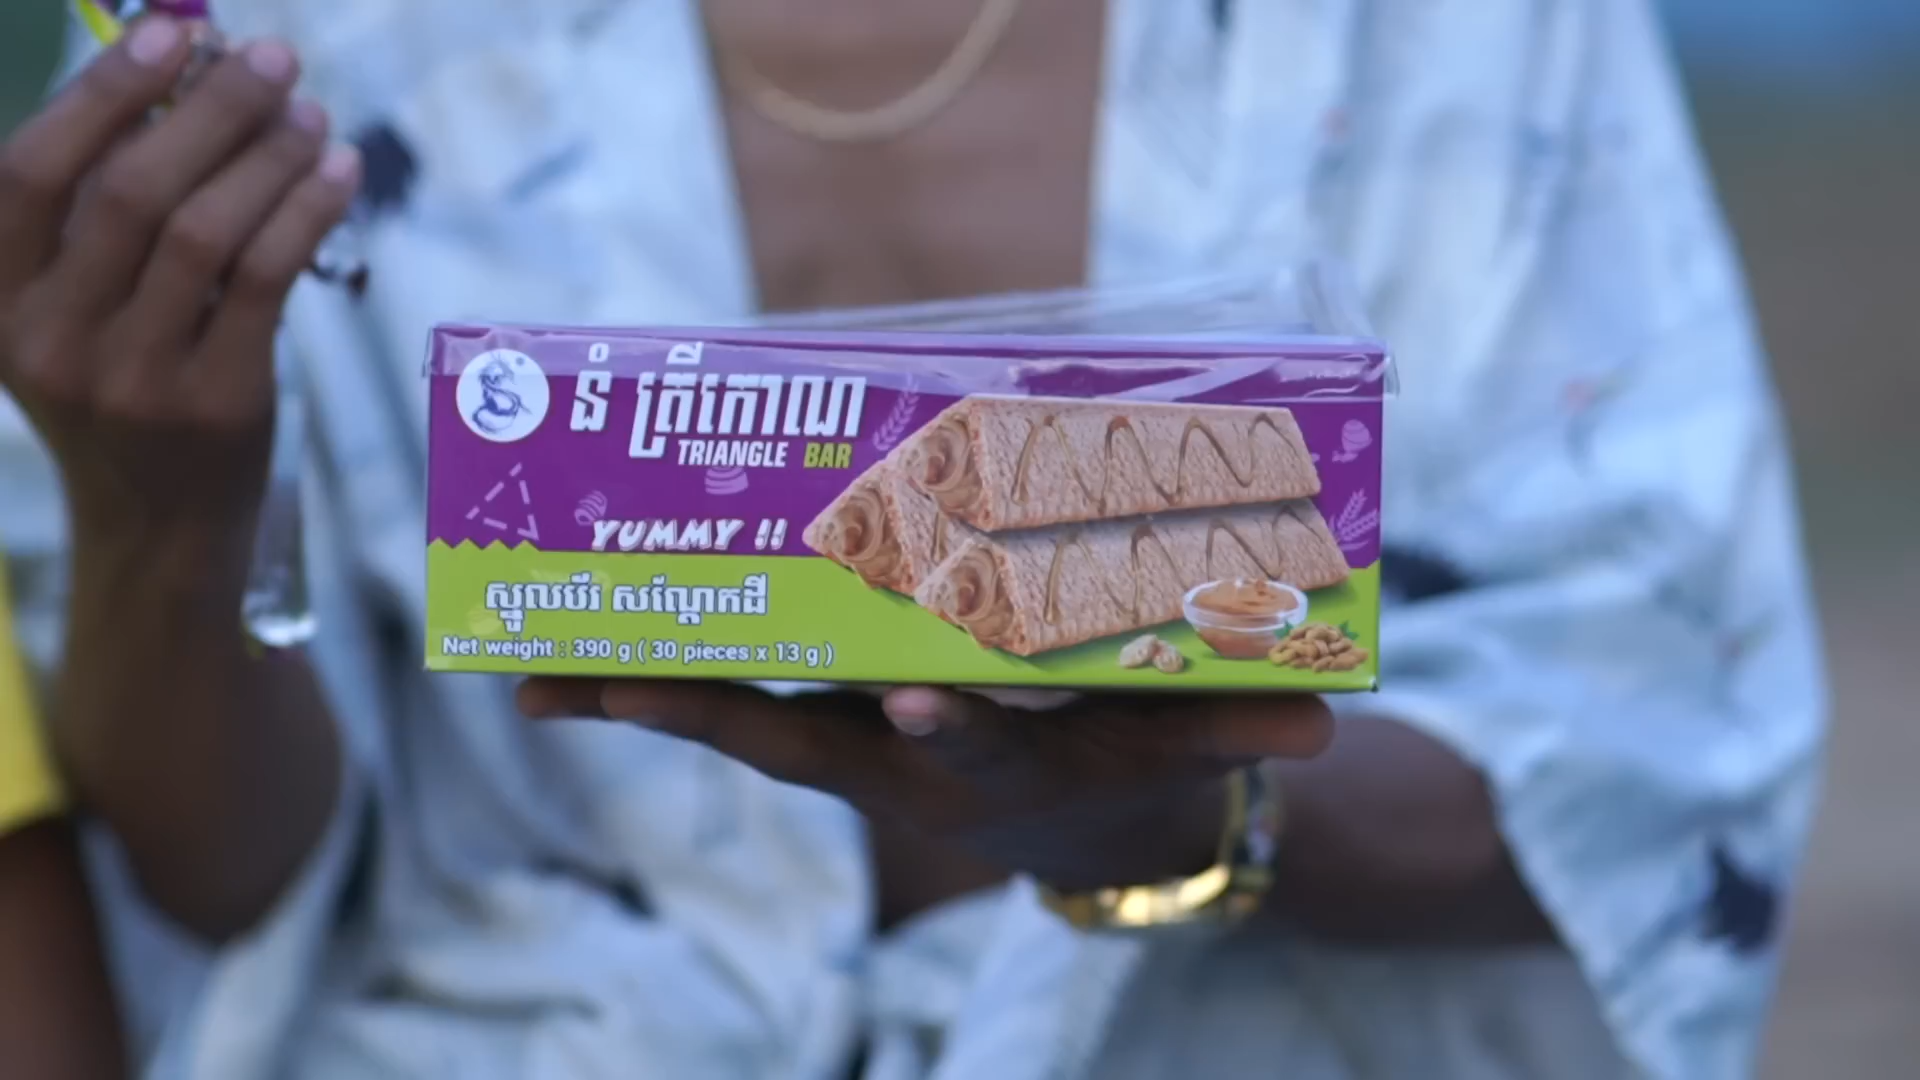 នំ ត្រីកោណ
TRIANGLE BAR
YUMMY !!
ស្នូលប័រ សណ្តែកដី
Net weight : 390 g ( 30 pieces x 13 g )